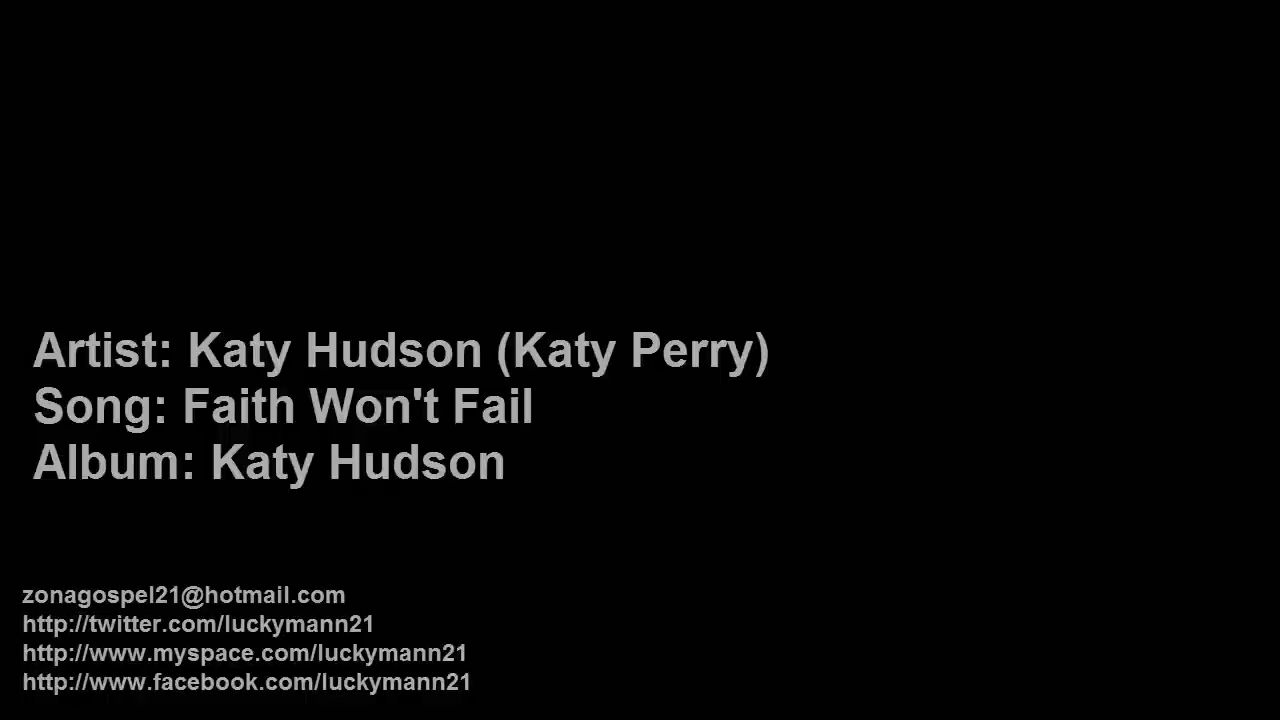 Artist: Katy Hudson (Katy Perry)
Song: Faith Won't Fail
Album: Katy Hudson
zonagospel21@hotmail.com
http://twitter.com/luckymann21
http://www.myspace.com/luckymann21
http://www.facebook.com/luckymann21